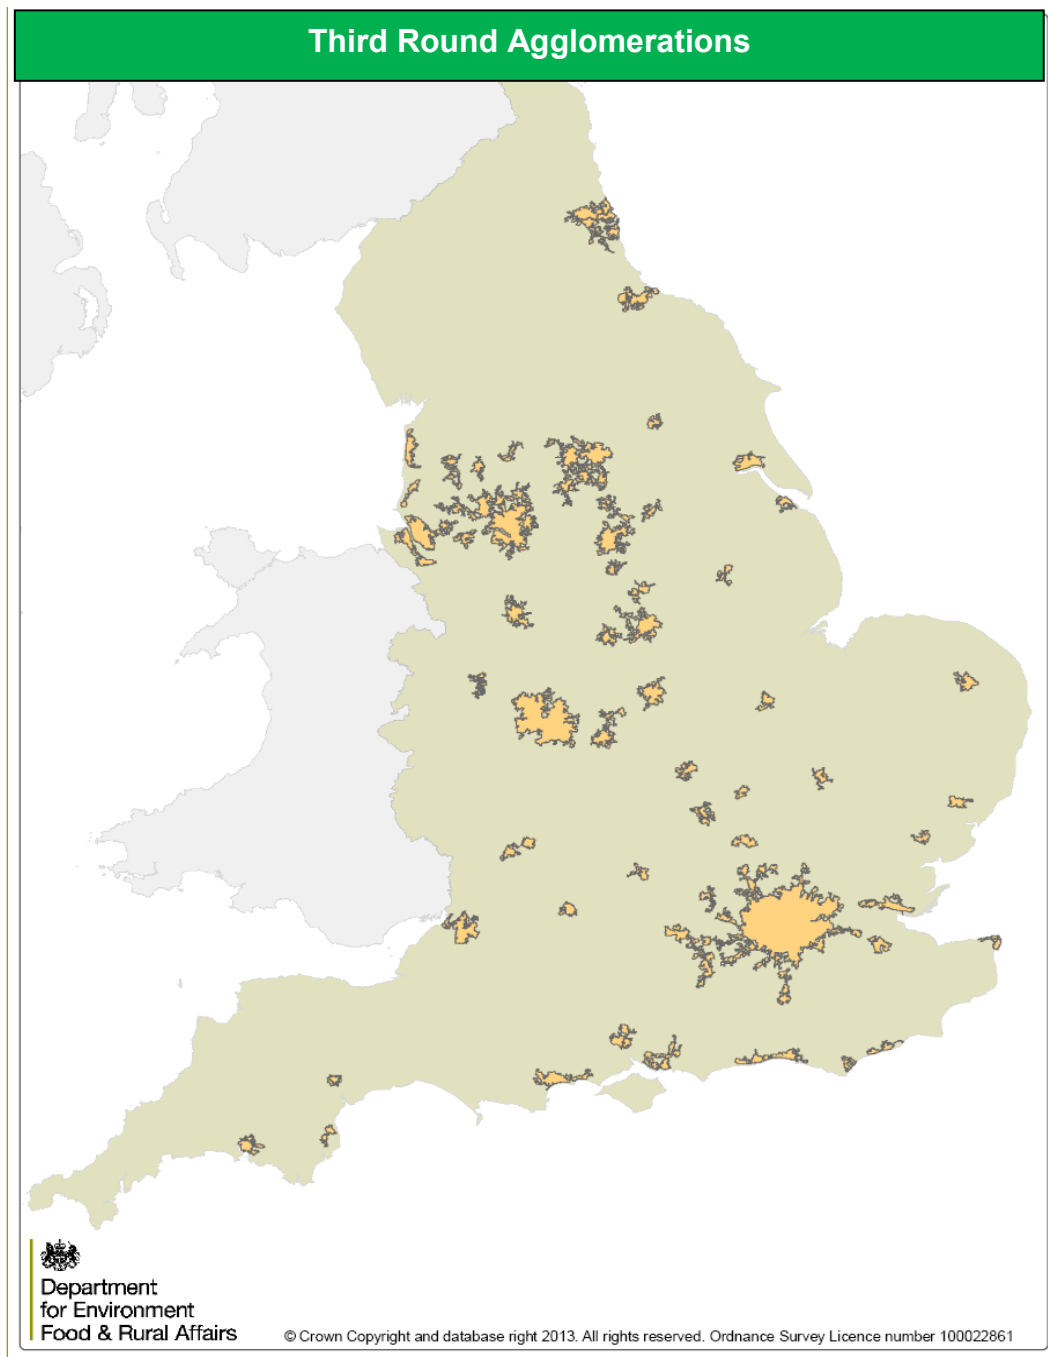 Third Round Agglomerations
Department
for Environment
Food & Rural Affairs
© Crown Copyright and database right 2013. All rights reserved. Ordnance Survey Licence number 100022861